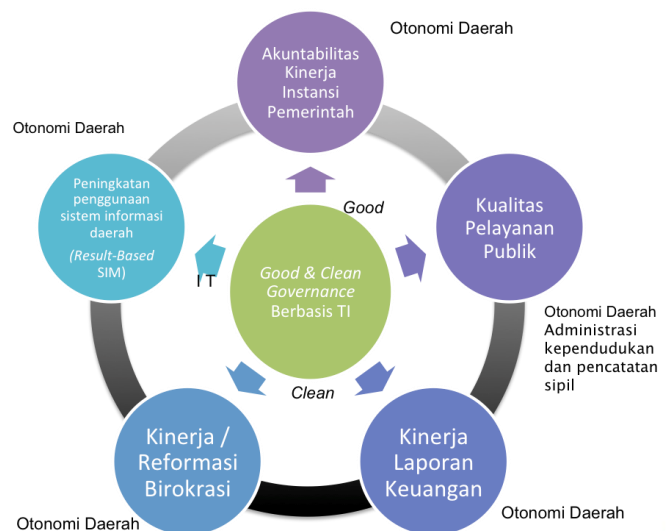 Otonomi Daerah
Akuntabilitas
Kinerja
Instansi
Pemerintah
Otonomi Daerah
Peningkatan
penggunaan
sistem informasi
daerah
(Result-Based
SIM)
Good
Kualitas
Pelayanan
Publik
I T
Good & Clean
Governance
Berbasis TI
Otonomi Daerah
Administrasi
kependudukan
dan pencatatan
sipil
Clean
Kinerja /
Reformasi
Birokrasi
Kinerja
Laporan
Keuangan
Otonomi Daerah
Otonomi Daerah